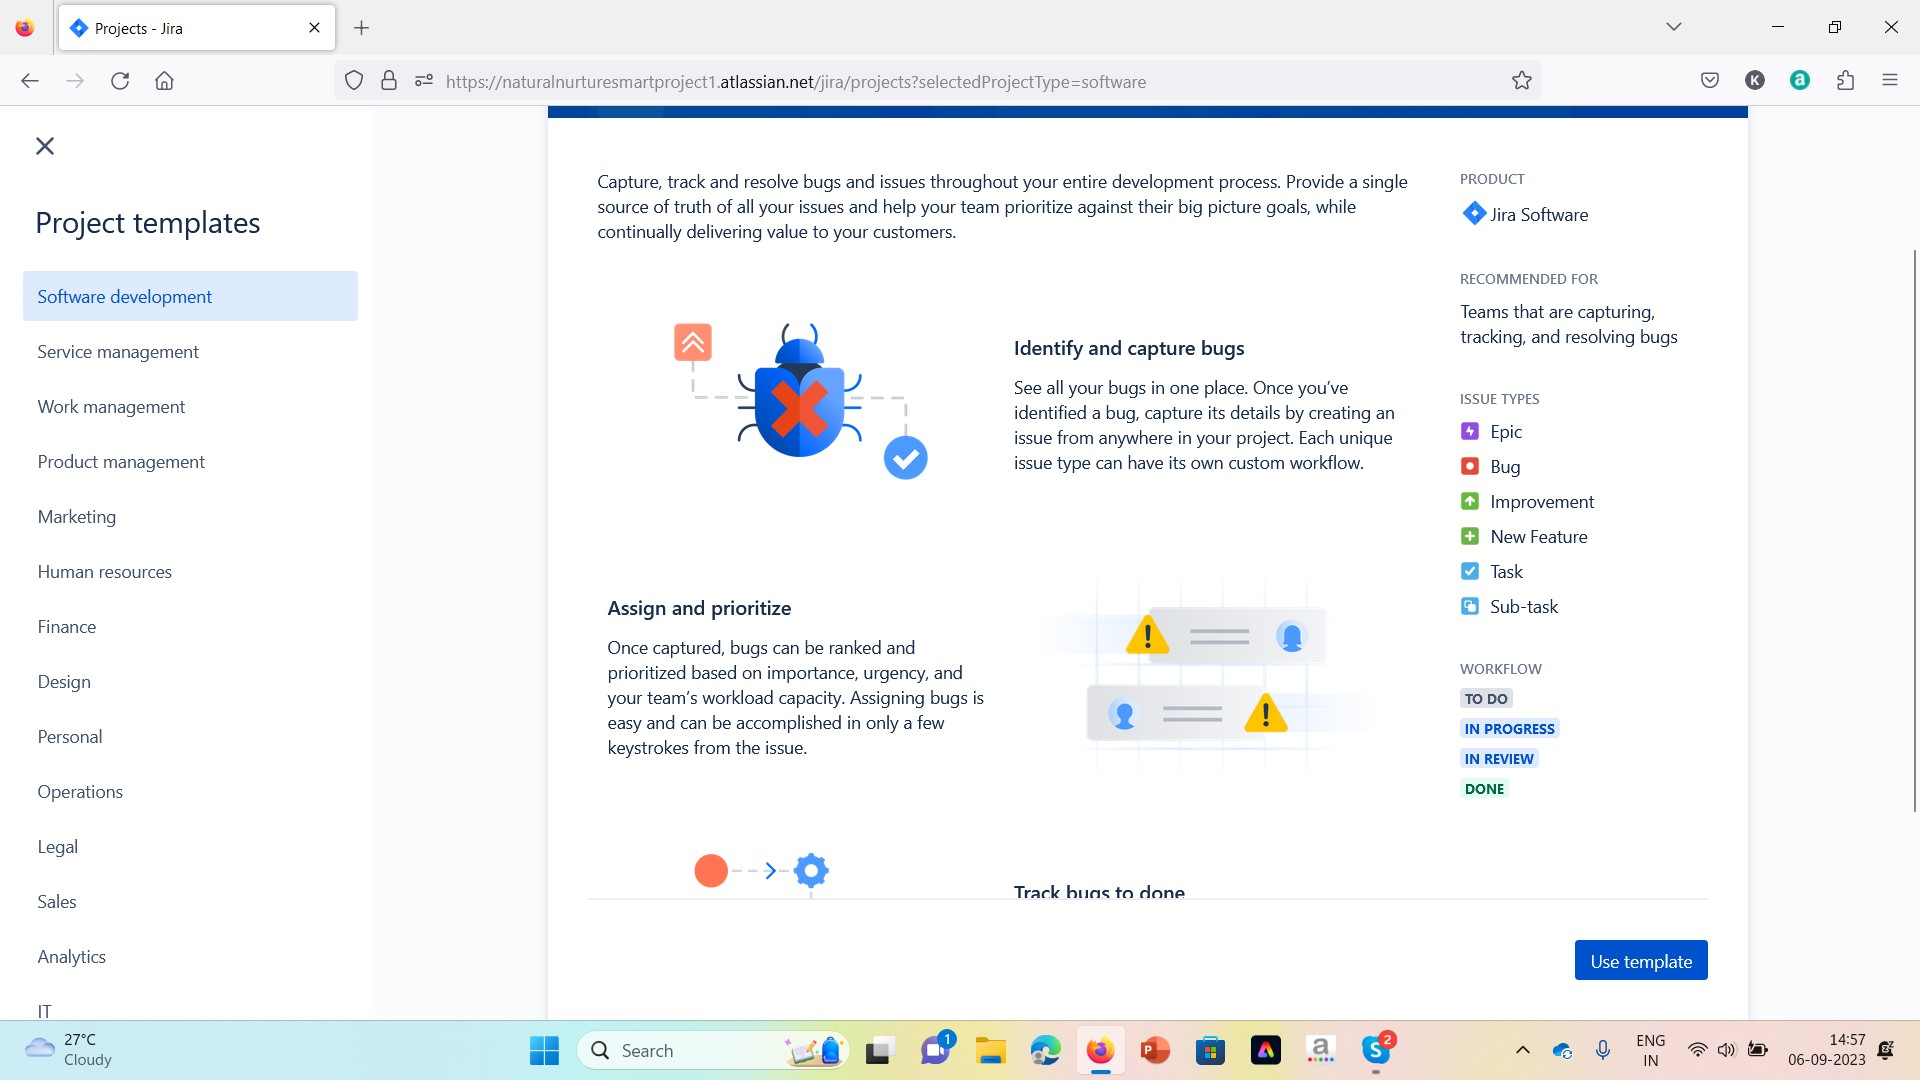 Projects - Jira
https://naturalnurturesmartproject1.atlassian.net/jira/projects?selectedProjectType=software
K
a
Project templates
Software development
Service management
Work management
Product management
Marketing
Human resources
Finance
Design
Personal
Operations
Legal
Sales
Analytics
IT
Capture, track and resolve bugs and issues throughout your entire development process. Provide a single
source of truth of all your issues and help your team prioritize against their big picture goals, while
continually delivering value to your customers.
Identify and capture bugs
See all your bugs in one place. Once you’ve
identified a bug, capture its details by creating an
issue from anywhere in your project. Each unique
issue type can have its own custom workflow.
Assign and prioritize
Once captured, bugs can be ranked and
prioritized based on importance, urgency, and
your team’s workload capacity. Assigning bugs is
easy and can be accomplished in only a few
keystrokes from the issue.
Track bugs to done
PRODUCT
Jira Software
RECOMMENDED FOR
Teams that are capturing,
tracking, and resolving bugs
ISSUE TYPES
Epic
Bug
Improvement
New Feature
Task
Sub-task
WORKFLOW
TO DO
IN PROGRESS
IN REVIEW
DONE
Use template
27°C
Cloudy
Search
1
P
a
S
2
ENG
IN
14:57
06-09-2023